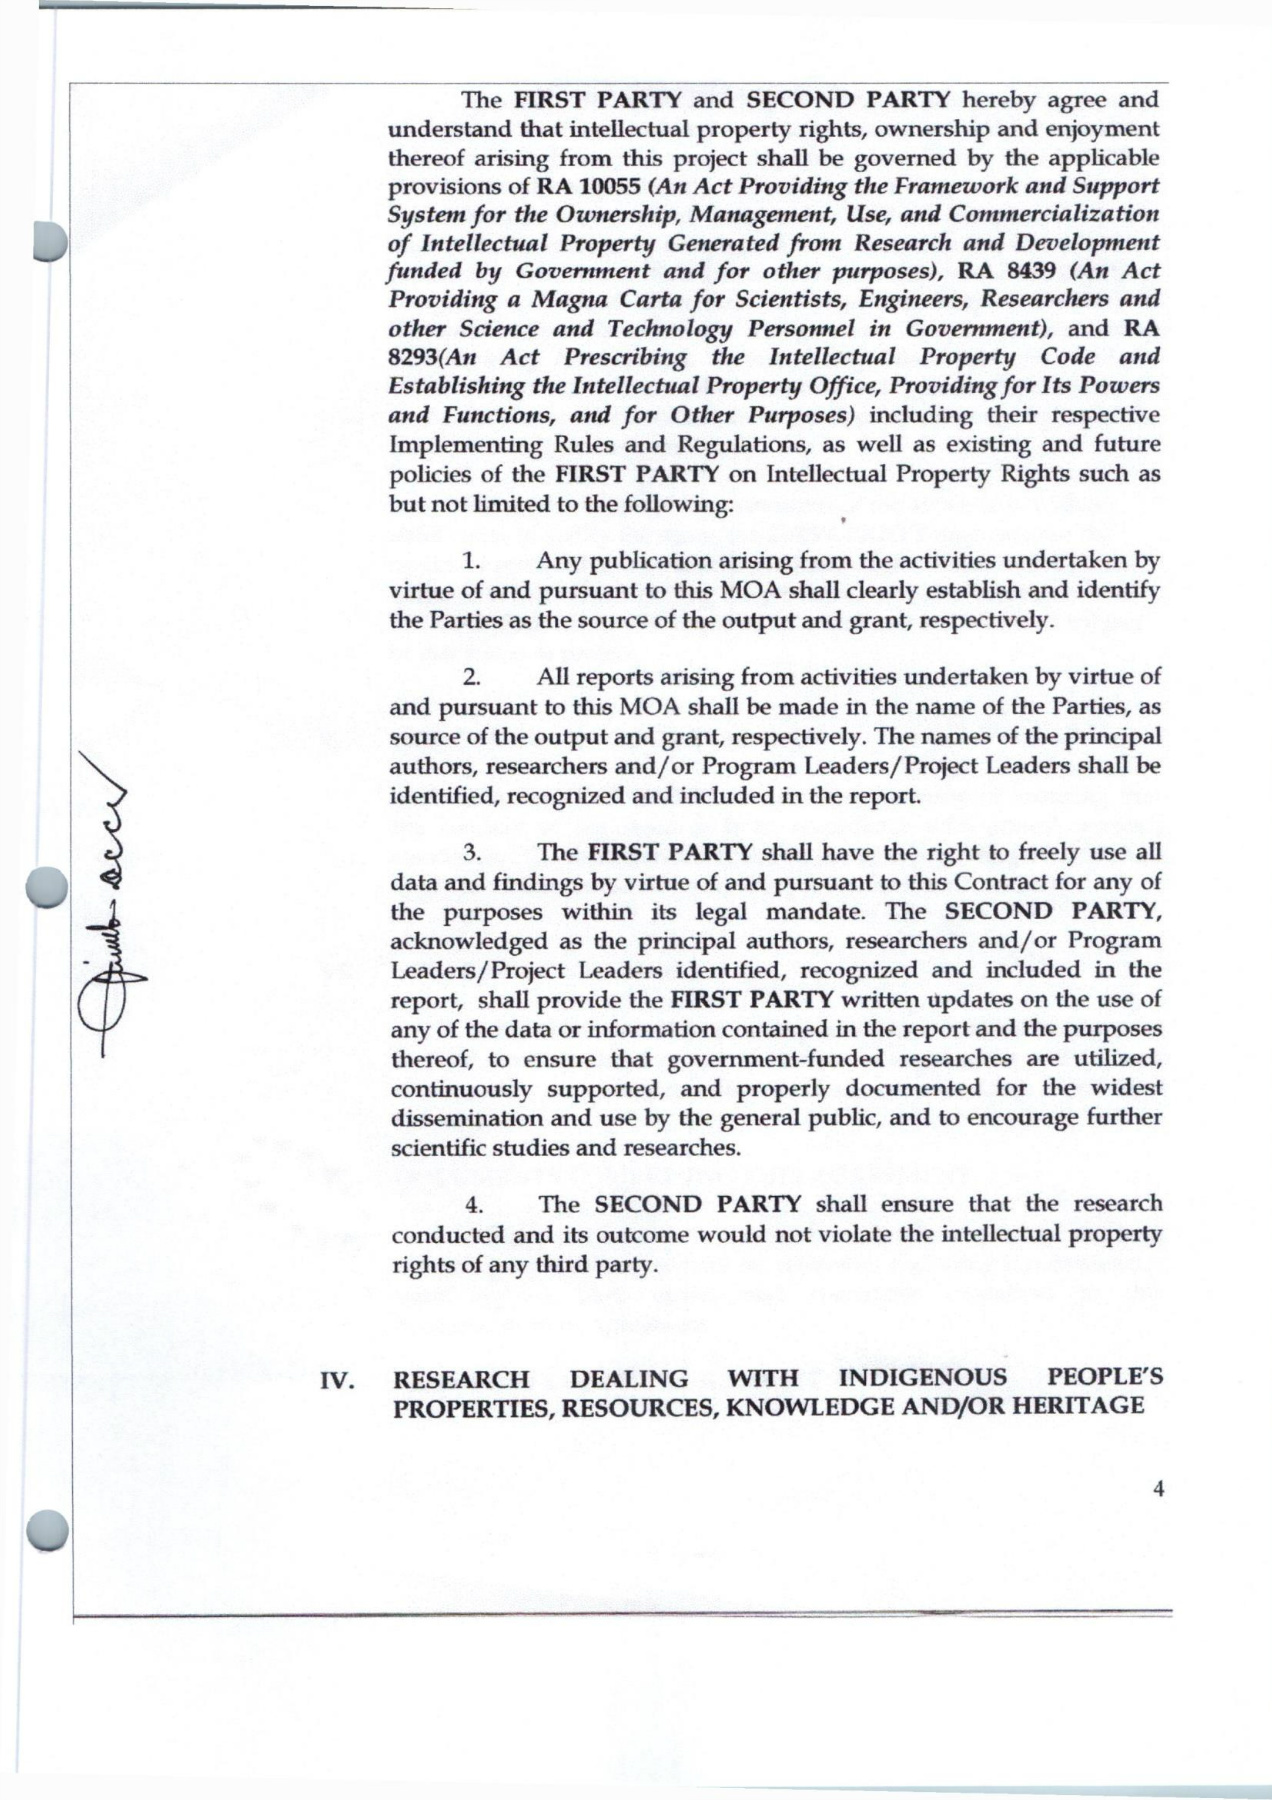 The FIRST PARTY and SECOND PARTY hereby agree and
understand that intellectual property rights, ownership and enjoyment
thereof arising from this project shall be governed by the applicable
provisions of RA 10055 (An Act Providing the Framework and Support
System for the Ownership, Management, Use, and Commercialization
of Intellectual Property Generated from Research and Development
funded by Government and for other purposes), RA 8439 (An Act
Providing a Magna Carta for Scientists, Engineers, Researchers and
other Science and Technology Personnel in Government), and RA
8293(An Act Prescribing the Intellectual Property Code and
Establishing the Intellectual Property Office, Providing for Its Powers
and Functions, and for Other Purposes) including their respective
Implementing Rules and Regulations, as well as existing and future
policies of the FIRST PARTY on Intellectual Property Rights such as
but not limited to the following:
1. Any publication arising from the activities undertaken by
virtue of and pursuant to this MOA shall clearly establish and identify
the Parties as the source of the output and grant, respectively.
2. All reports arising from activities undertaken by virtue of
and pursuant to this MOA shall be made in the name of the Parties, as
source of the output and grant, respectively. The names of the principal
authors, researchers and/or Program Leaders/Project Leaders shall be
identified, recognized and included in the report.
3. The FIRST PARTY shall have the right to freely use all
data and findings by virtue of and pursuant to this Contract for any of
the purposes within its legal mandate. The SECOND PARTY,
acknowledged as the principal authors, researchers and/or Program
Leaders/Project Leaders identified, recognized and included in the
report, shall provide the FIRST PARTY written updates on the use of
any of the data or information contained in the report and the purposes
thereof, to ensure that government-funded researches are utilized,
continuously supported, and properly documented for the widest
dissemination and use by the general public, and to encourage further
scientific studies and researches.
4. The SECOND PARTY shall ensure that the research
conducted and its outcome would not violate the intellectual property
rights of any third party.
IV. RESEARCH DEALING WITH INDIGENOUS PEOPLE'S
PROPERTIES, RESOURCES, KNOWLEDGE AND/OR HERITAGE
4